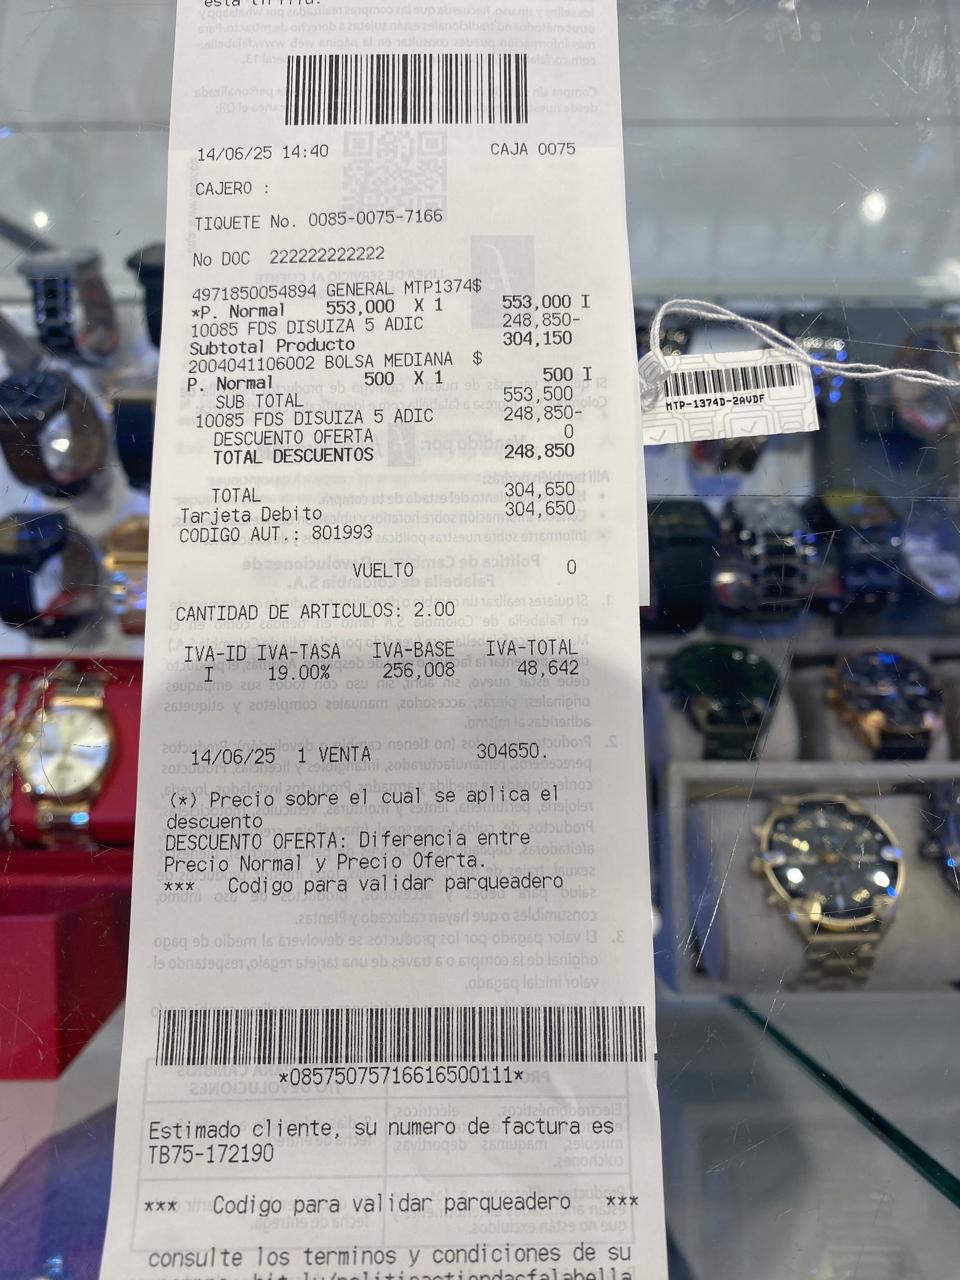 14/06/25 14:40 CAJA 0075
CAJERO :
TIQUETE No. 0085-0075-7166
No DOC 222222222222
4971850054894 GENERAL MTP1374$
*P. Normal 553,000 X 1 553,000 I
10085 FDS DISUIZA 5 ADIC 248,850-
Subtotal Producto 304,150
2004041106002 BOLSA MEDIANA $
P. Normal 500 X 1 500 I
SUB TOTAL 553,500
10085 FDS DISUIZA 5 ADIC 248,850-
DESCUENTO OFERTA 0
TOTAL DESCUENTOS 248,850
TOTAL 304,650
Tarjeta Debito 304,650
CODIGO AUT.: 801993
VUELTO 0
CANTIDAD DE ARTICULOS: 2.00
IVA-ID IVA-TASA IVA-BASE IVA-TOTAL
I 19.00% 256,008 48,642
14/06/25 1 VENTA 304650.
(*) Precio sobre el cual se aplica el
descuento
DESCUENTO OFERTA: Diferencia entre
Precio Normal y Precio Oferta.
*** Codigo para validar parqueadero
*08575075716616500111*
Estimado cliente, su numero de factura es
TB75-172190
*** Codigo para validar parqueadero ***
consulte los terminos y condiciones de su
MTP-1374D-2AVDF